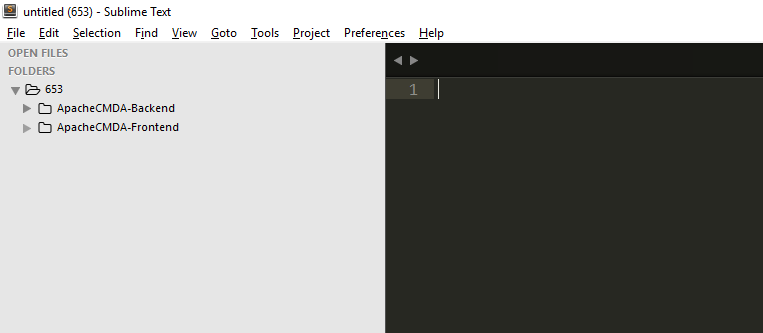 untitled (653) - Sublime Text
File Edit Selection Find View Goto Tools Project Preferences Help
OPEN FILES
FOLDERS
653
ApacheCMDA-Backend
ApacheCMDA-Frontend
1